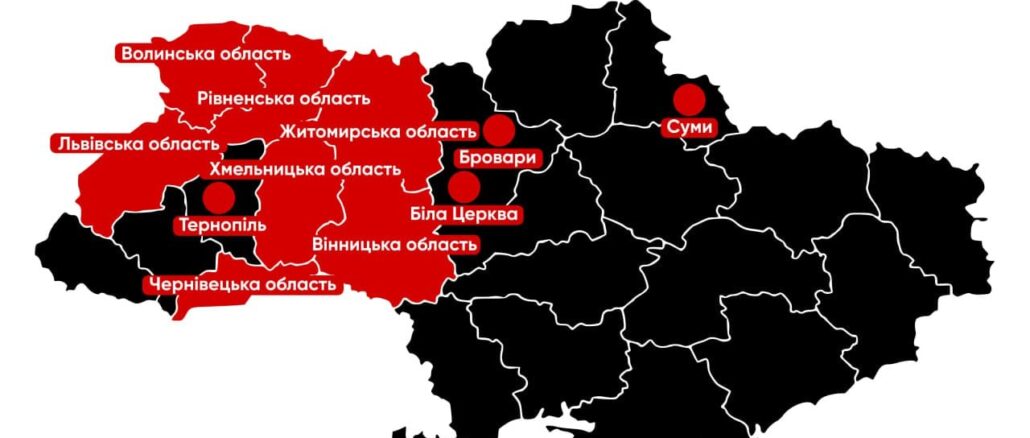 Волинська область
Рівненська область
Львівська область
Житомирська область
Суми
Бровари
Хмельницька область
Біла Церква
Тернопіль
Вінницька область
Чернівецька область